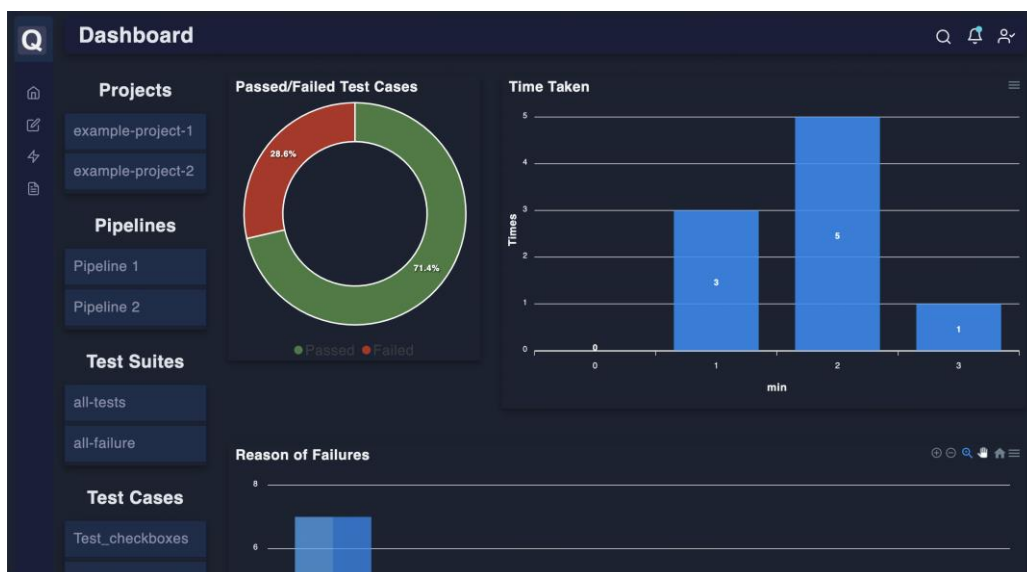 Q
Dashboard
Projects
example-project-1
example-project-2
Pipelines
Pipeline 1
Pipeline 2
Test Suites
all-tests
all-failure
Test Cases
Test_checkboxes
Passed/Failed Test Cases
28.6%
71.4%
Passed Failed
Time Taken
5
4
3
2
1
0
Times
0
3
5
1
0 1 2 3
min
Reason of Failures
8
6